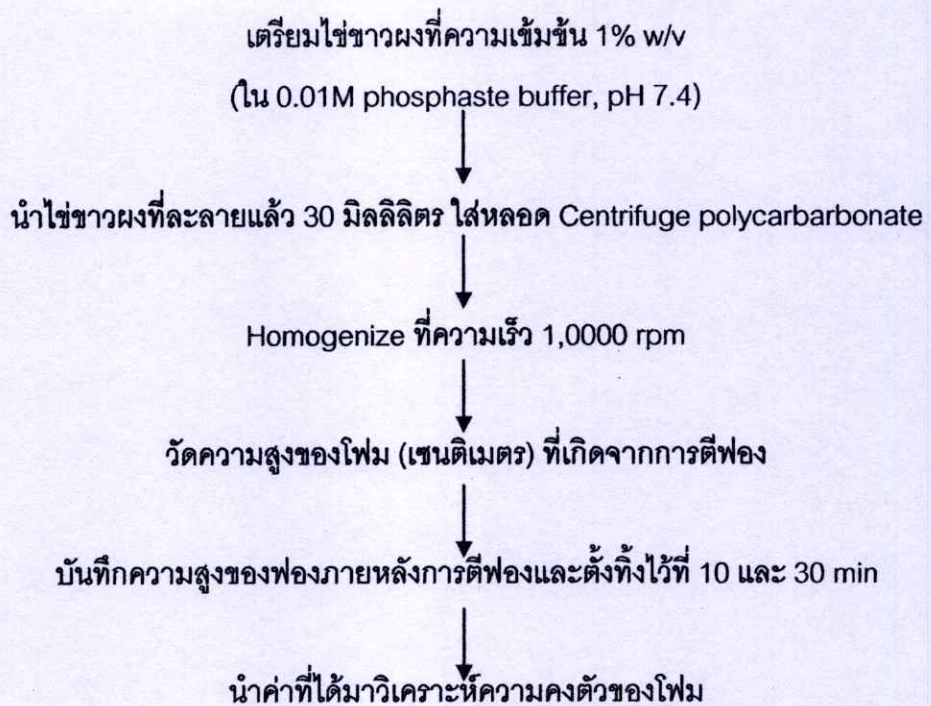 เตรียมไข่ขาวผงที่ความเข้มข้น 1% w/v
(ใน 0.01M phosphaste buffer, pH 7.4)
นำไข่ขาวผงที่ละลายแล้ว 30 มิลลิลิตร ใส่หลอด Centrifuge polycarbarbonate
Homogenize ที่ความเร็ว 1,0000 rpm
วัดความสูงของโฟม (เซนติเมตร) ที่เกิดจากการตีฟอง
บันทึกความสูงของฟองภายหลังการตีฟองและตั้งทิ้งไว้ที่ 10 และ 30 min
นำค่าที่ได้มาวิเคราะห์ความคงตัวของโฟม